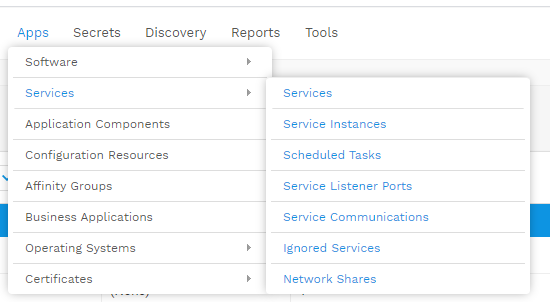 Apps Secrets Discovery Reports Tools
Software
Services
Application Components
Configuration Resources
Affinity Groups
Business Applications
Operating Systems
Certificates
Services
Service Instances
Scheduled Tasks
Service Listener Ports
Service Communications
Ignored Services
Network Shares
(None)